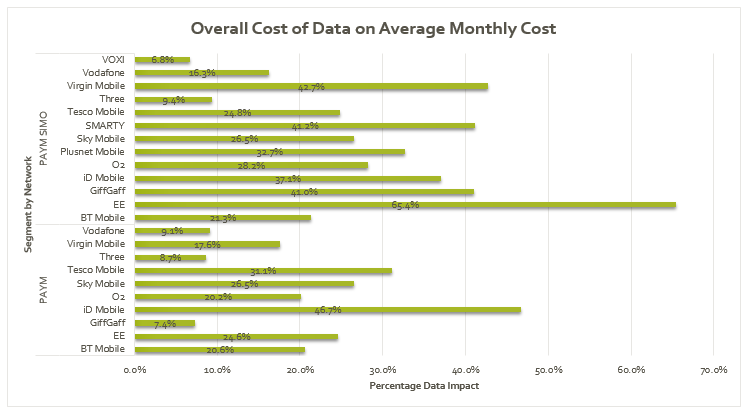 Overall Cost of Data on Average Monthly Cost
Segment by Network
PAYM SIMO
VOXI 6.8%
Vodafone 16.3%
Virgin Mobile 42.7%
Three 9.4%
Tesco Mobile 24.8%
SMARTY 41.2%
Sky Mobile 26.5%
Plusnet Mobile 32.7%
O2 28.2%
iD Mobile 37.1%
GiffGaff 41.0%
EE 65.4%
BT Mobile 21.3%
PAYM
Vodafone 9.1%
Virgin Mobile 17.6%
Three 8.7%
Tesco Mobile 31.1%
Sky Mobile 26.5%
O2 20.2%
iD Mobile 46.7%
GiffGaff 7.4%
EE 24.6%
BT Mobile 20.6%
0.0% 10.0% 20.0% 30.0% 40.0% 50.0% 60.0% 70.0%
Percentage Data Impact